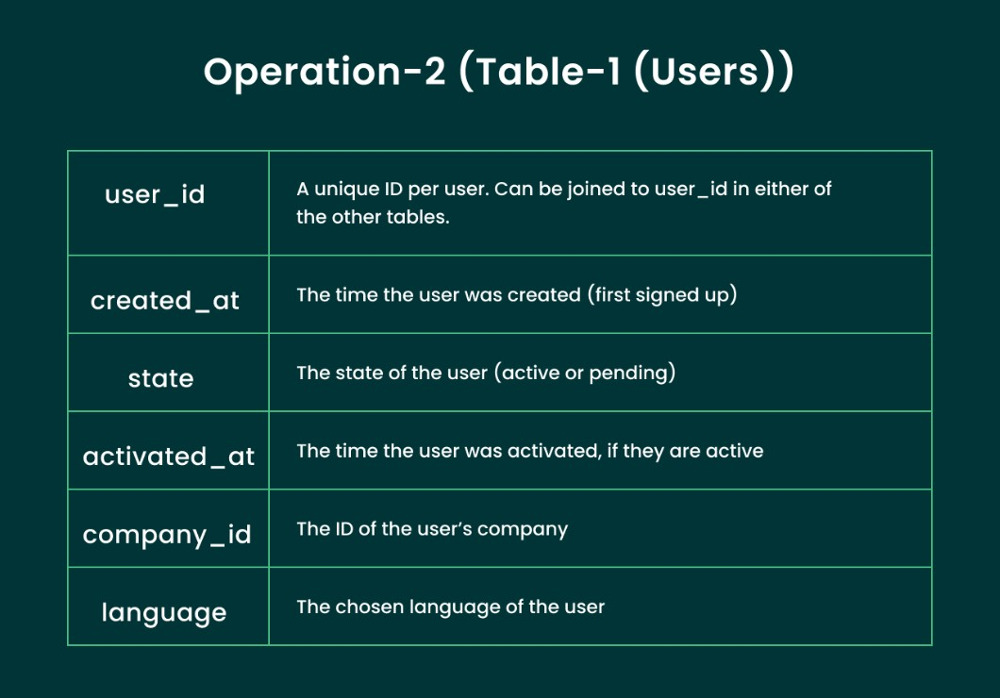 Operation-2 (Table-1 (Users))
user_id
A unique ID per user. Can be joined to user_id in either of
the other tables.
created_at
The time the user was created (first signed up)
state
The state of the user (active or pending)
activated_at
The time the user was activated, if they are active
company_id
The ID of the user’s company
language
The chosen language of the user